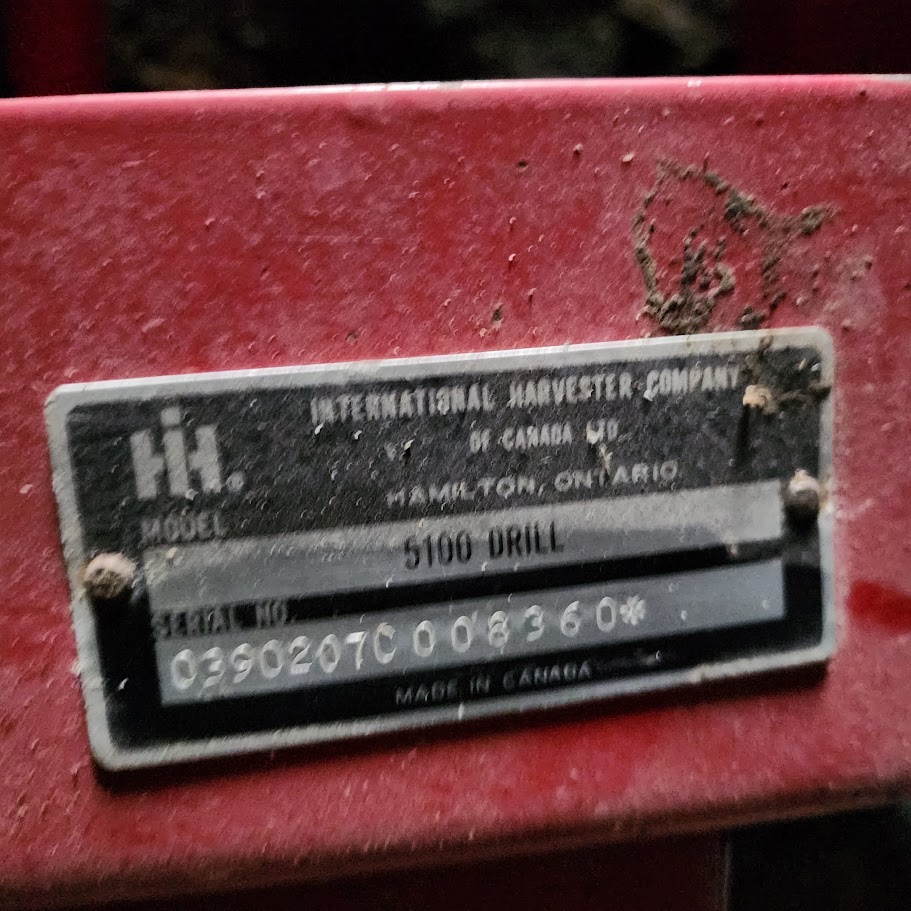 INTERNATIONAL HARVESTER COMPANY
OF CANADA LTD.
HAMILTON, ONTARIO
IH®
MODEL
5100 DRILL
SERIAL NO.
0390207C008360*
MADE IN CANADA